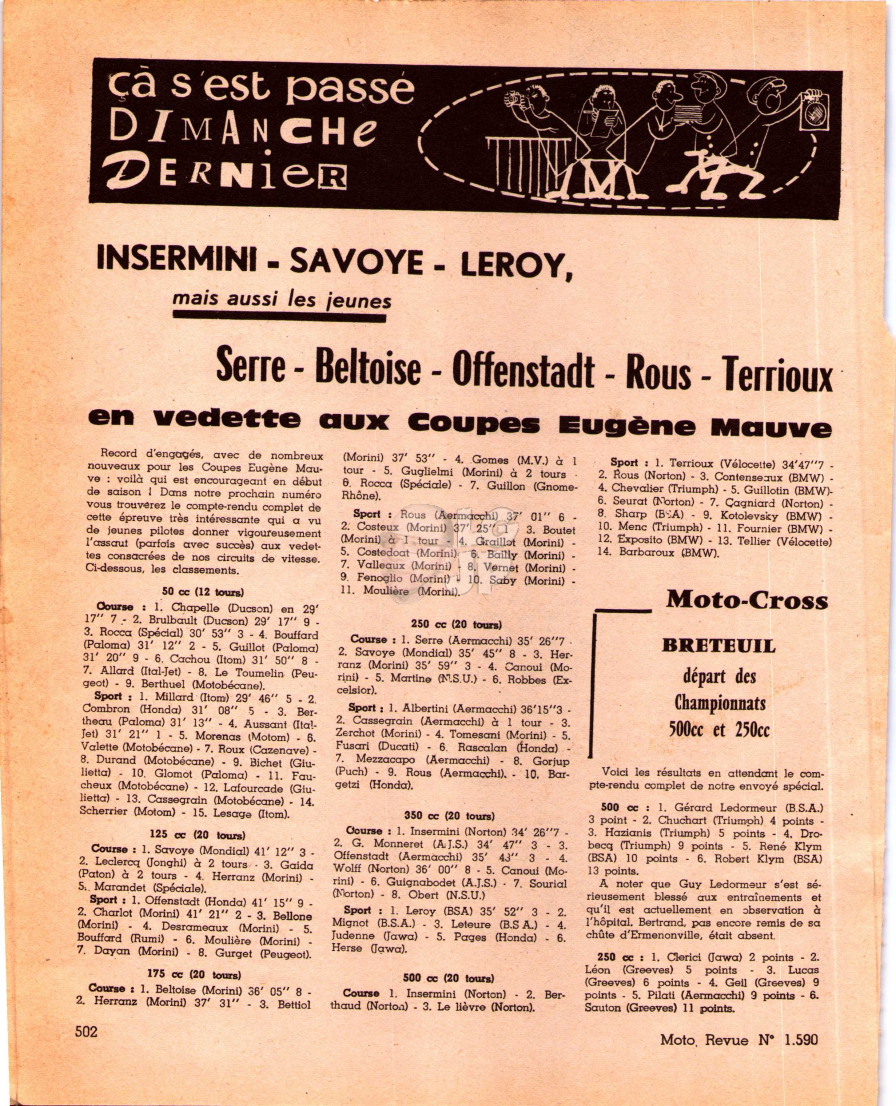 çà s'est passé
DIMANCHE
DERNIER
INSERMINI - SAVOYE - LEROY,
mais aussi les jeunes
Serre - Beltoise - Offenstadt - Rous - Terrioux
en vedette aux Coupes Eugène Mauve
Record d'engagés, avec de nombreux
nouveaux pour les Coupes Eugène Mau-
ve : voilà qui est encourageant en début
de saison ! Dans notre prochain numéro
vous trouverez le compte-rendu complet de
cette épreuve très intéressante qui a vu
de jeunes pilotes donner vigoureusement
l'assaut (parfois avec succès) aux vedet-
tes consacrées de nos circuits de vitesse.
Ci-dessous, les classements.
50 cc (12 tours)
Course : 1. Chapelle (Ducson) en 29'
17'' 7 - 2. Brulbault (Ducson) 29' 17'' 9 -
3. Rocca (Spécial) 30' 53'' 3 - 4. Bouffard
(Paloma) 31' 12'' 2 - 5. Guillot (Paloma)
31' 20'' 9 - 6. Cachou (Itom) 31' 50'' 8 -
7. Allard (Ital-Jet) - 8. Le Toumelin (Peu-
geot) - 9. Berthuel (Motobécane).
Sport : 1. Millard (Itom) 29' 46'' 5 - 2.
Combron (Honda) 31' 08'' 5 - 3. Ber-
theau (Paloma) 31' 13'' - 4. Aussant (Ital-
Jet) 31' 21'' 1 - 5. Morenas (Motom) - 6.
Valette (Motobécane) - 7. Roux (Cazenave) -
8. Durand (Motobécane) - 9. Bichet (Giu-
lietta) - 10. Glomot (Paloma) - 11. Fau-
cheux (Motobécane) - 12. Lafourcade (Giu-
lietta) - 13. Cassegrain (Motobécane) - 14.
Scherrier (Motom) - 15. Lesage (Itom).
125 cc (20 tours)
Course : 1. Savoye (Mondial) 41' 12'' 3 -
2. Leclercq (Jonghi) à 2 tours - 3. Gaida
(Paton) à 2 tours - 4. Herranz (Morini) -
5. Marandet (Spéciale).
Sport : 1. Offenstadt (Honda) 41' 15'' 9 -
2. Charlot (Morini) 41' 21'' 2 - 3. Bellone
(Morini) - 4. Desrameaux (Morini) - 5.
Bouffard (Rumi) - 6. Moulière (Morini) -
7. Dayan (Morini) - 8. Gurget (Peugeot).
175 cc (20 tours)
Course : 1. Beltoise (Morini) 36' 05'' 8 -
2. Herranz (Morini) 37' 31'' - 3. Bettiol
(Morini) 37' 53'' - 4. Gomes (M.V.) à 1
tour - 5. Guglielmi (Morini) à 2 tours -
6. Rocca (Spéciale) - 7. Guillon (Gnome-
Rhône).
Sport : Rous (Aermacchi) 37' 01'' 6 -
2. Costeux (Morini) 37' 25'' - 3. Boutet
(Morini) à 1 tour - 4. Graillot (Morini) -
5. Costedoat (Morini) - 6. Bailly (Morini) -
7. Valleaux (Morini) - 8. Vernet (Morini) -
9. Fenoglio (Morini) - 10. Saby (Morini) -
11. Moulière (Morini).
250 cc (20 tours)
Course : 1. Serre (Aermacchi) 35' 26''7 -
2. Savoye (Mondial) 35' 45'' 8 - 3. Her-
ranz (Morini) 35' 59'' 3 - 4. Canoui (Mo-
rini) - 5. Martine (N.S.U.) - 6. Robbes (Ex-
celsior).
Sport : 1. Albertini (Aermacchi) 36'15''3 -
2. Cassegrain (Aermacchi) à 1 tour - 3.
Zerchot (Morini) - 4. Tomesani (Morini) - 5.
Fusari (Ducati) - 6. Rascalan (Honda) -
7. Mezzacapo (Aermacchi) - 8. Gorjup
(Puch) - 9. Rous (Aermacchi). - 10. Bar-
getzi (Honda).
350 cc (20 tours)
Course : 1. Insermini (Norton) 34' 26''7 -
2. G. Monneret (A.J.S.) 34' 47'' 3 - 3.
Offenstadt (Aermacchi) 35' 43'' 3 - 4.
Wolff (Norton) 36' 00'' 8 - 5. Canoui (Mo-
rini) - 6. Guignabodet (A.J.S.) - 7. Sourial
(Norton) - 8. Obert (N.S.U.)
Sport : 1. Leroy (BSA) 35' 52'' 3 - 2.
Mignot (B.S.A.) - 3. Leteure (B.S A.) - 4.
Judenne (Jawa) - 5. Pages (Honda) - 6.
Herse (Jawa).
500 cc (20 tours)
Course 1. Insermini (Norton) - 2. Ber-
thaud (Norton) - 3. Le lièvre (Norton).
Sport : 1. Terrioux (Vélocette) 34'47''7 -
2. Rous (Norton) - 3. Contenseaux (BMW) -
4. Chevalier (Triumph) - 5. Guillotin (BMW)-
6. Seurat (Norton) - 7. Cagniard (Norton) -
8. Sharp (BSA) - 9. Kotolevsky (BMW) -
10. Menc (Triumph) - 11. Fournier (BMW) -
12. Exposito (BMW) - 13. Tellier (Vélocette)
14. Barbaroux (BMW).
Moto-Cross
BRETEUIL
départ des
Championnats
500cc et 250cc
Voici les résultats en attendant le com-
pte-rendu complet de notre envoyé spécial.
500 cc : 1. Gérard Ledormeur (B.S.A.)
3 point - 2. Chuchart (Triumph) 4 points -
3. Hazianis (Triumph) 5 points - 4. Dro-
becq (Triumph) 9 points - 5. René Klym
(BSA) 10 points - 6. Robert Klym (BSA)
13 points.
A noter que Guy Ledormeur s'est sé-
rieusement blessé aux entraînements et
qu'il est actuellement en observation à
l'hôpital. Bertrand, pas encore remis de sa
chûte d'Ermenonville, était absent.
250 cc : 1. Clerici (Jawa) 2 points - 2.
Léon (Greeves) 5 points - 3. Lucas
(Greeves) 6 points - 4. Geil (Greeves) 9
points - 5. Pilati (Aermacchi) 9 points - 6.
Sauton (Greeves) 11 points.
502
Moto. Revue N° 1.590